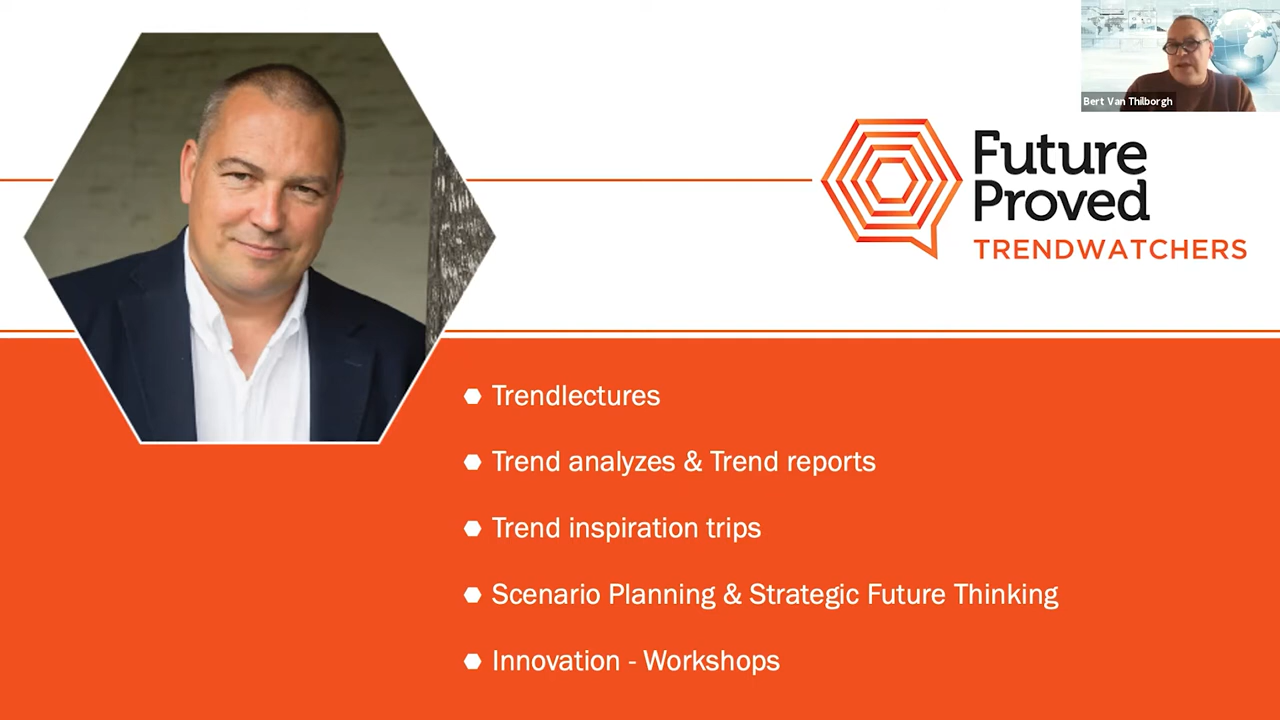 Bert Van Thilborgh
Future
Proved
TRENDWATCHERS
Trendlectures
Trend analyzes & Trend reports
Trend inspiration trips
Scenario Planning & Strategic Future Thinking
Innovation - Workshops